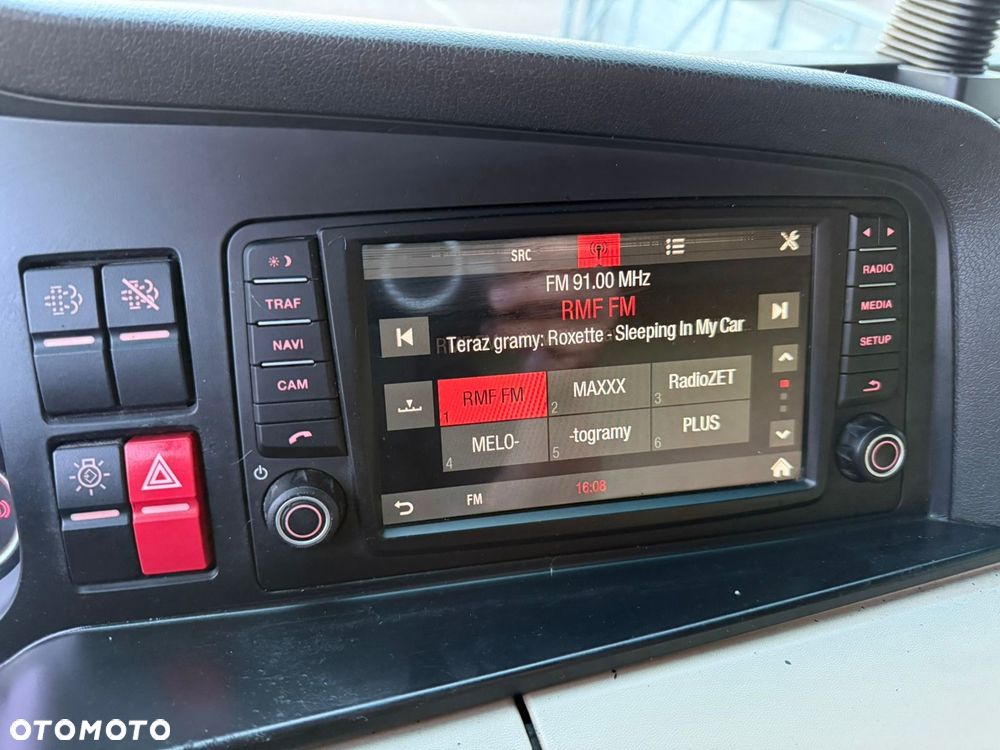 SRC
FM 91.00 MHz
RMF FM
Teraz gramy: Roxette - Sleeping In My Car
1 RMF FM
2 MAXXX
3 RadioZET
4 MELO-
5 -togramy
6 PLUS
FM
16:08
TRAF
NAVI
CAM
RADIO
MEDIA
SETUP
OTOMOTO